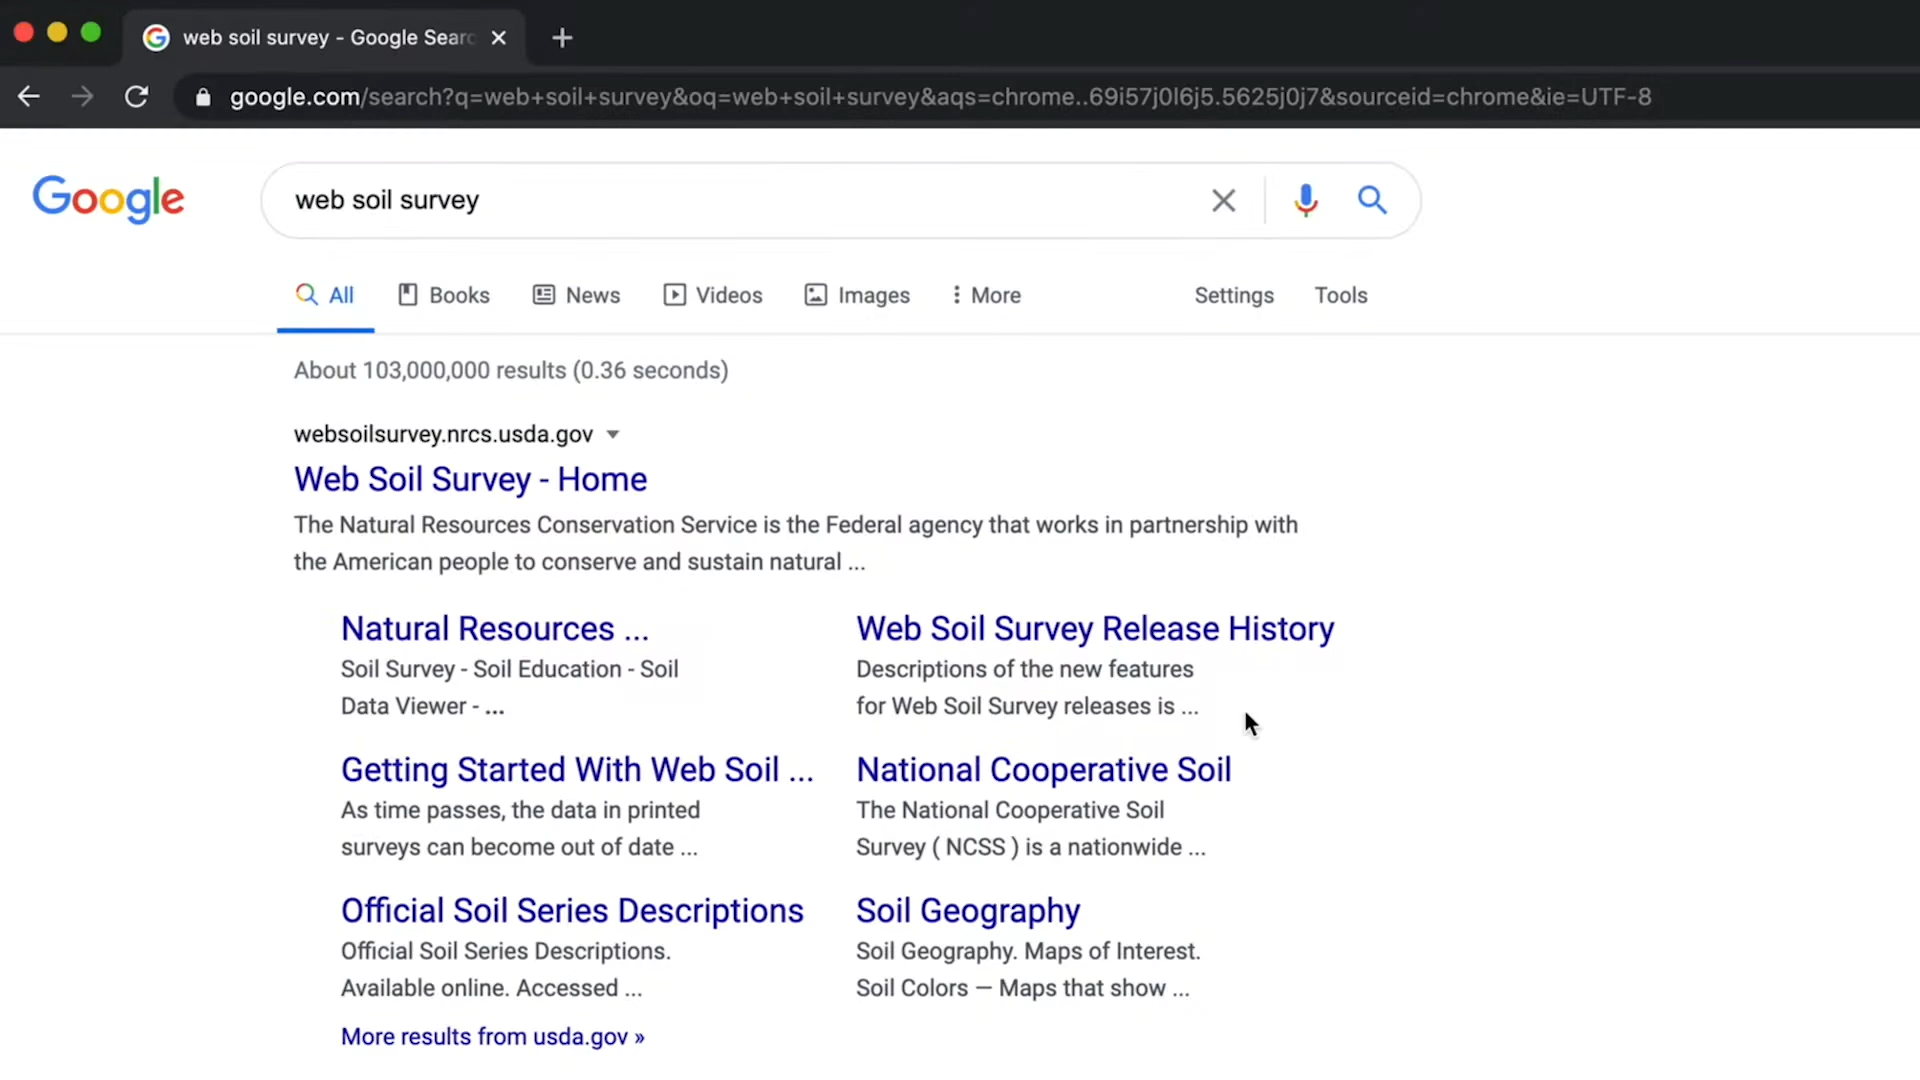 web soil survey - Google Sear
google.com/search?q=web+soil+survey&oq=web+soil+survey&aqs=chrome..69i57j0l6j5.5625j0j7&sourceid=chrome&ie=UTF-8
Google
web soil survey
All Books News Videos Images More Settings Tools
About 103,000,000 results (0.36 seconds)
websoilsurvey.nrcs.usda.gov
Web Soil Survey - Home
The Natural Resources Conservation Service is the Federal agency that works in partnership with
the American people to conserve and sustain natural ...
Natural Resources ...
Soil Survey - Soil Education - Soil
Data Viewer - ...
Web Soil Survey Release History
Descriptions of the new features
for Web Soil Survey releases is ...
Getting Started With Web Soil ...
As time passes, the data in printed
surveys can become out of date ...
National Cooperative Soil
The National Cooperative Soil
Survey ( NCSS ) is a nationwide ...
Official Soil Series Descriptions
Official Soil Series Descriptions.
Available online. Accessed ...
Soil Geography
Soil Geography. Maps of Interest.
Soil Colors — Maps that show ...
More results from usda.gov »